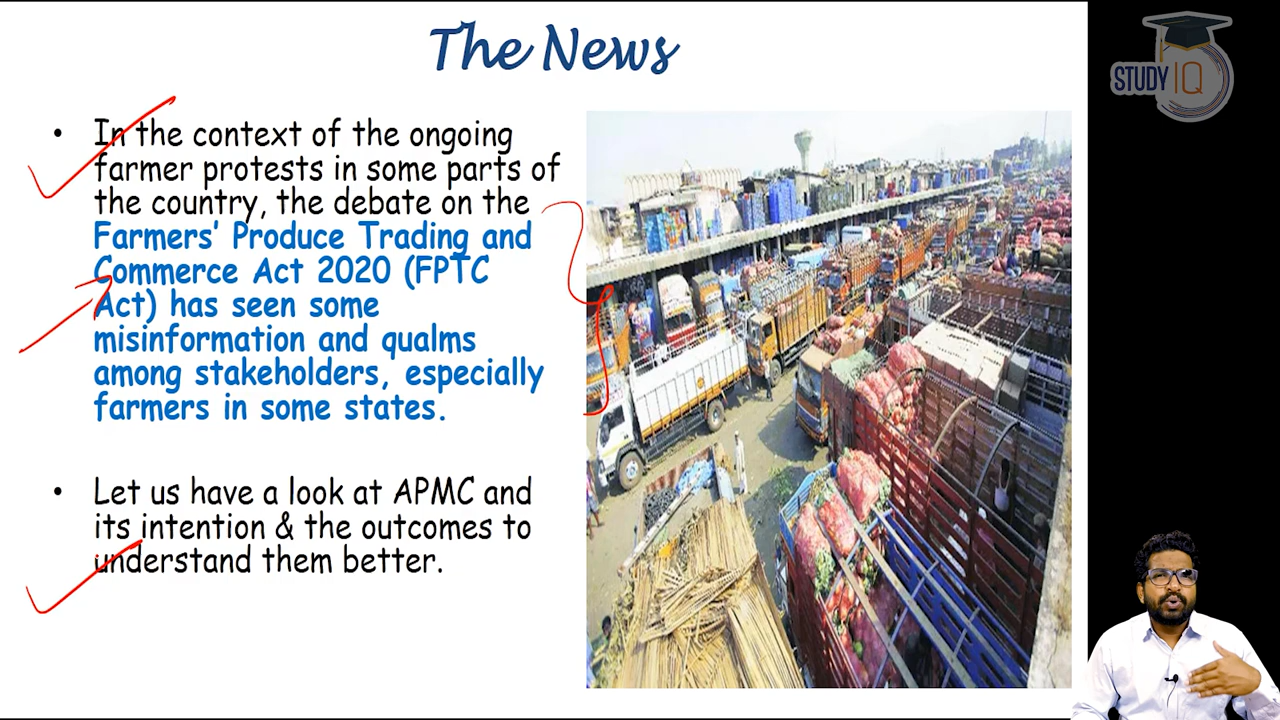 The News
STUDY IQ
• In the context of the ongoing
farmer protests in some parts of
the country, the debate on the
Farmers’ Produce Trading and
Commerce Act 2020 (FPTC
Act) has seen some
misinformation and qualms
among stakeholders, especially
farmers in some states.
• Let us have a look at APMC and
its intention & the outcomes to
understand them better.